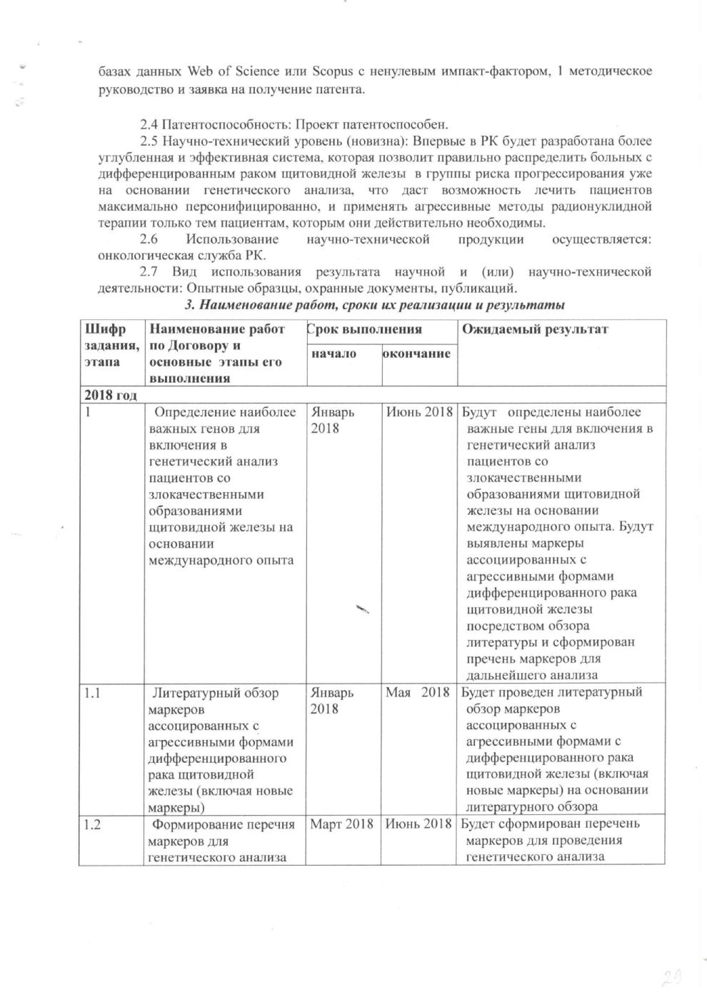 базах данных Web of Science или Scopus с ненулевым импакт-фактором, 1 методическое
руководство и заявка на получение патента.
2.4 Патентоспособность: Проект патентоспособен.
2.5 Научно-технический уровень (новизна): Впервые в РК будет разработана более
углубленная и эффективная система, которая позволит правильно распределить больных с
дифференцированным раком щитовидной железы в группы риска прогрессирования уже
на основании генетического анализа, что даст возможность лечить пациентов
максимально персонифицированно, и применять агрессивные методы радионуклидной
терапии только тем пациентам, которым они действительно необходимы.
2.6 Использование научно-технической продукции осуществляется:
онкологическая служба РК.
2.7 Вид использования результата научной и (или) научно-технической
деятельности: Опытные образцы, охранные документы, публикаций.
3. Наименование работ, сроки их реализации и результаты
Шифр
задания,
этапа
Наименование работ
по Договору и
основные этапы его
выполнения
Срок выполнения
начало
окончание
Ожидаемый результат
2018 год
1
Определение наиболее
важных генов для
включения в
генетический анализ
пациентов со
злокачественными
образованиями
щитовидной железы на
основании
международного опыта
Январь
2018
Июнь 2018
Будут определены наиболее
важные гены для включения в
генетический анализ
пациентов со
злокачественными
образованиями щитовидной
железы на основании
международного опыта. Будут
выявлены маркеры
ассоциированных с
агрессивными формами
дифференцированного рака
щитовидной железы
посредством обзора
литературы и сформирован
пречень маркеров для
дальнейшего анализа
1.1
Литературный обзор
маркеров
ассоцированных с
агрессивными формами
дифференцированного
рака щитовидной
железы (включая новые
маркеры)
Январь
2018
Мая 2018
Будет проведен литературный
обзор маркеров
ассоцированных с
агрессивными формами с
дифференцированного рака
щитовидной железы (включая
новые маркеры) на основании
литературного обзора
1.2
Формирование перечня
маркеров для
генетического анализа
Март 2018
Июнь 2018
Будет сформирован перечень
маркеров для проведения
генетического анализа
29